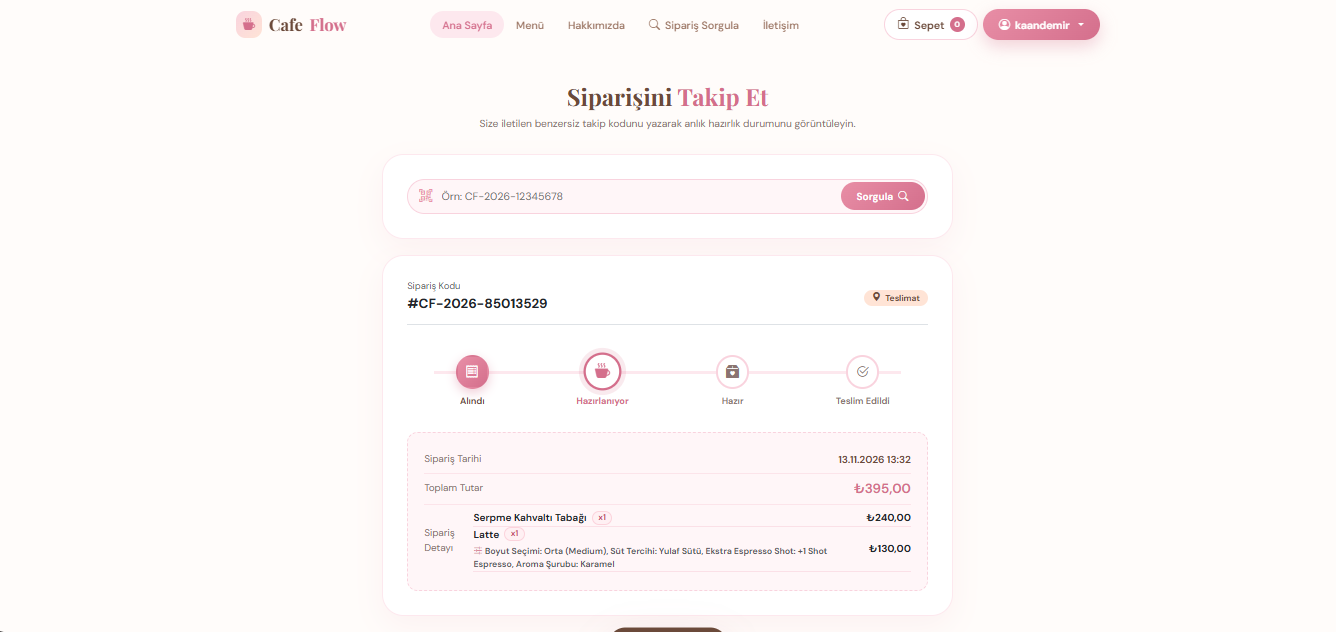 Cafe Flow
Ana Sayfa
Menü
Hakkımızda
Sipariş Sorgula
İletişim
Sepet 0
kaandemir
Siparişini Takip Et
Size iletilen benzersiz takip kodunu yazarak anlık hazırlık durumunu görüntüleyin.
Örn: CF-2026-12345678
Sorgula
Sipariş Kodu
#CF-2026-85013529
Teslimat
Alındı
Hazırlanıyor
Hazır
Teslim Edildi
Sipariş Tarihi
13.11.2026 13:32
Toplam Tutar
₺395,00
Sipariş
Detayı
Serpme Kahvaltı Tabağı x1
₺240,00
Latte x1
Boyut Seçimi: Orta (Medium), Süt Tercihi: Yulaf Sütü, Ekstra Espresso Shot: +1 Shot
Espresso, Aroma Şurubu: Karamel
₺130,00